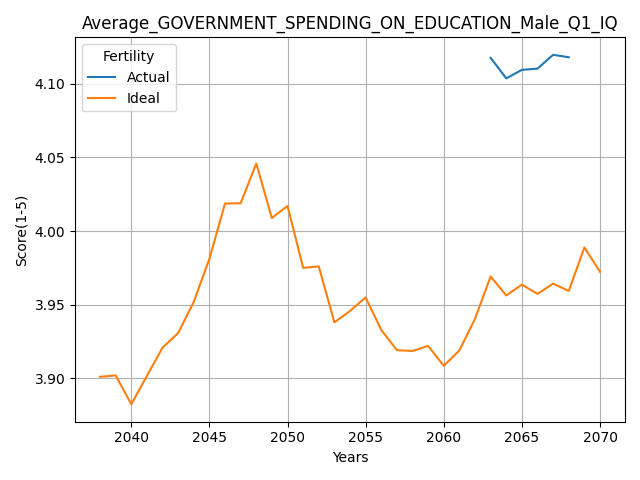 Average_GOVERNMENT_SPENDING_ON_EDUCATION_Male_Q1_IQ
Fertility
Actual
Ideal
4.10
4.05
4.00
3.95
3.90
Score(1-5)
2040 2045 2050 2055 2060 2065 2070
Years